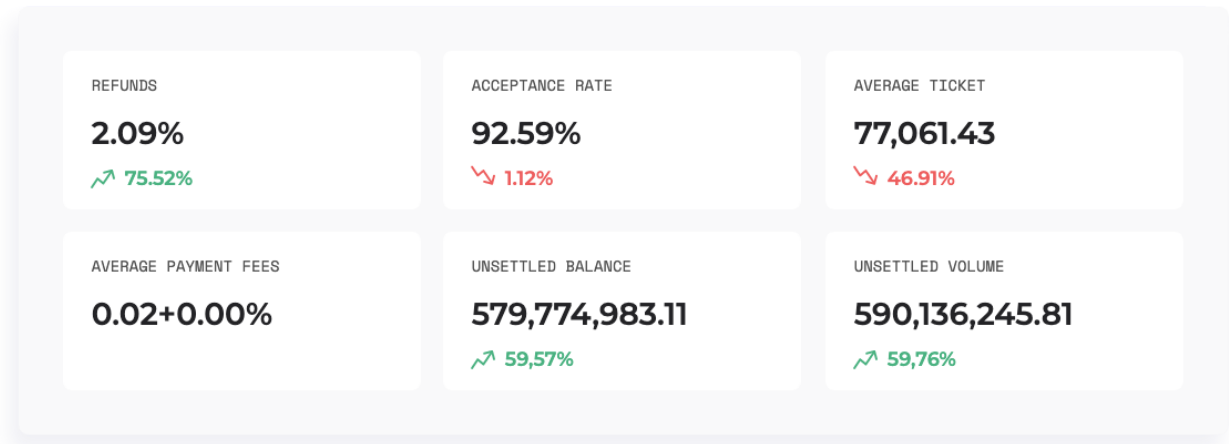 REFUNDS
2.09%
75.52%
ACCEPTANCE RATE
92.59%
1.12%
AVERAGE TICKET
77,061.43
46.91%
AVERAGE PAYMENT FEES
0.02+0.00%
UNSETTLED BALANCE
579,774,983.11
59,57%
UNSETTLED VOLUME
590,136,245.81
59,76%